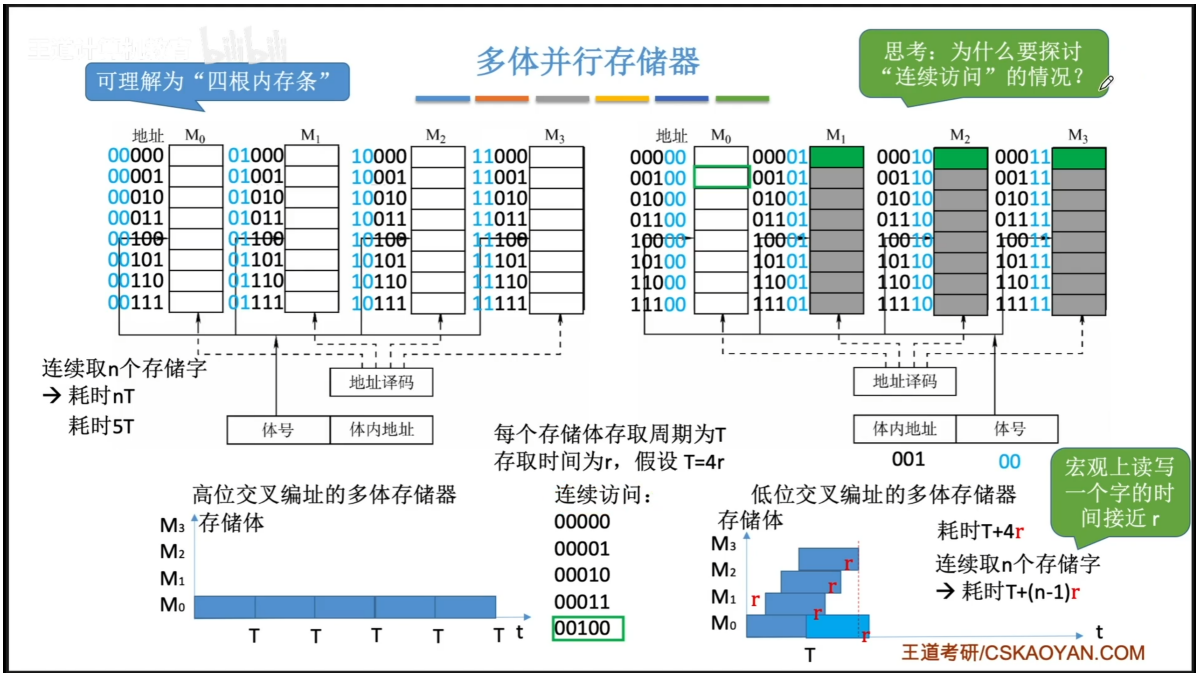 多体并行存储器
可理解为“四根内存条”
思考：为什么要探讨
“连续访问”的情况？
地址 M0 M1 M2 M3
00000 01000 10000 11000
00001 01001 10001 11001
00010 01010 10010 11010
00011 01011 10011 11011
00100 01100 10100 11100
00101 01101 10101 11101
00110 01110 10110 11110
00111 01111 10111 11111
地址译码
体号 体内地址
连续取n个存储字
→ 耗时nT
耗时5T
地址 M0 M1 M2 M3
00000 00001 00010 00011
00100 00101 00110 00111
01000 01001 01010 01011
01100 01101 01110 01111
10000 10001 10010 10011
10100 10101 10110 10111
11000 11001 11010 11011
11100 11101 11110 11111
地址译码
体内地址 体号
001 00
每个存储体存取周期为T
存取时间为r，假设 T=4r
高位交叉编址的多体存储器
存储体
M3
M2
M1
M0
T T T T T t
连续访问：
00000
00001
00010
00011
00100
低位交叉编址的多体存储器
存储体
M3
M2
M1
M0
r r r r r
T t
耗时T+4r
连续取n个存储字
→ 耗时T+(n-1)r
宏观上读写
一个字的时
间接近 r
王道考研/CSKAOYAN.COM
bilibili